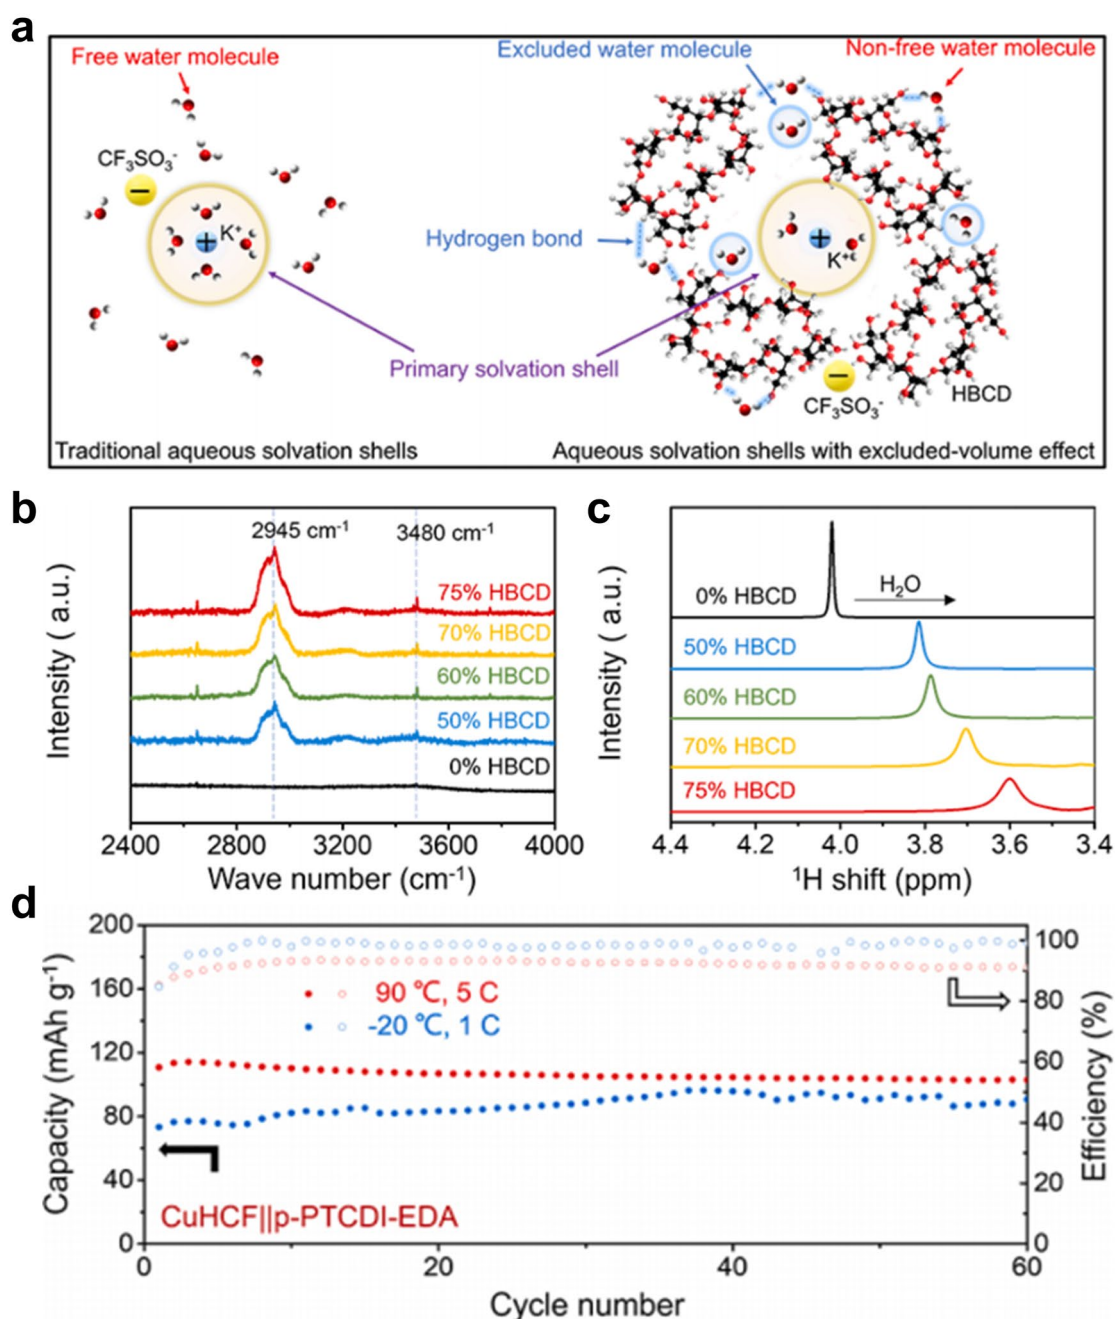 a
Free water molecule
Excluded water molecule
Non-free water molecule
CF₃SO₃⁻
K⁺
Hydrogen bond
K⁺
Primary solvation shell
HBCD
CF₃SO₃⁻
Traditional aqueous solvation shells
Aqueous solvation shells with excluded-volume effect
b
2945 cm⁻¹
3480 cm⁻¹
75% HBCD
70% HBCD
60% HBCD
50% HBCD
0% HBCD
Intensity ( a.u.)
2400 2800 3200 3600 4000
Wave number (cm⁻¹)
c
0% HBCD
H₂O
50% HBCD
60% HBCD
70% HBCD
75% HBCD
Intensity ( a.u.)
4.4 4.2 4.0 3.8 3.6 3.4
¹H shift (ppm)
d
200
160
120
80
40
0
Capacity (mAh g⁻¹)
90 ℃, 5 C
-20 ℃, 1 C
CuHCF||p-PTCDI-EDA
100
80
60
40
20
0
Efficiency (%)
0 20 40 60
Cycle number